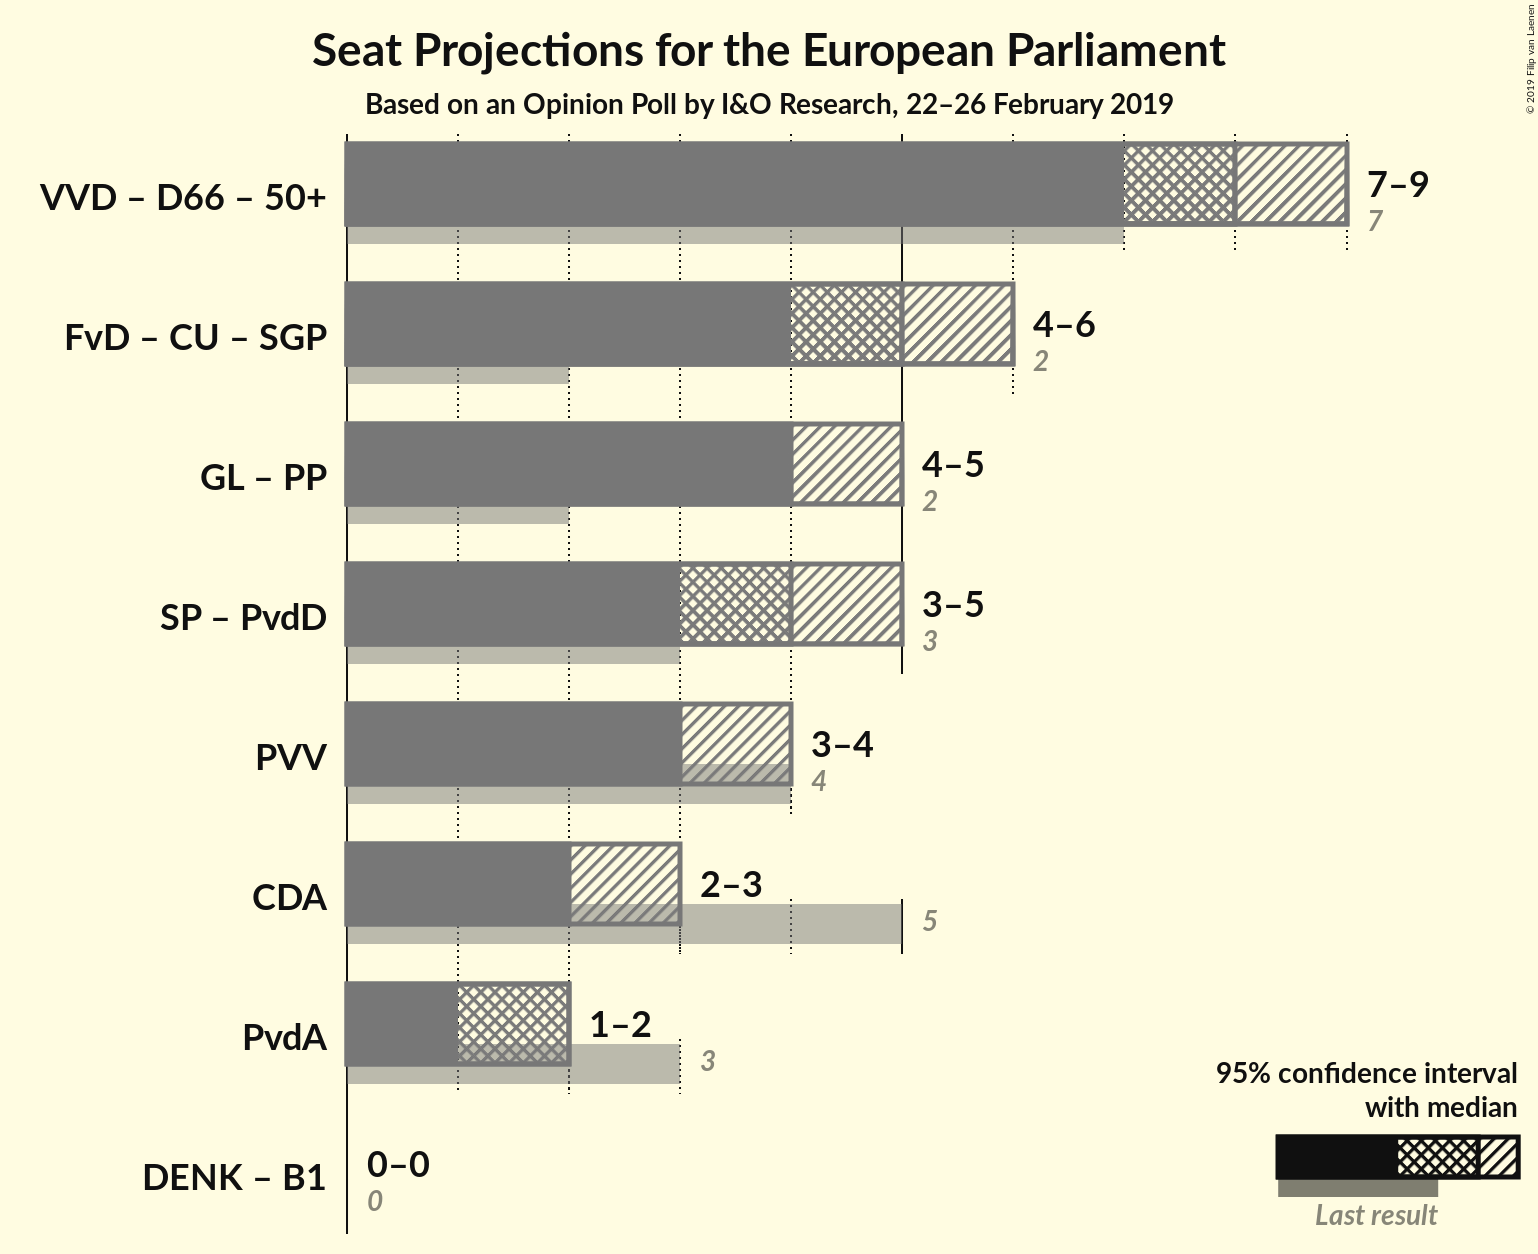 Seat Projections for the European Parliament
Based on an Opinion Poll by I&O Research, 22–26 February 2019
© 2019 Filip van Laenen
VVD – D66 – 50+
7–9
7
FvD – CU – SGP
4–6
2
GL – PP
4–5
2
SP – PvdD
3–5
3
PVV
3–4
4
CDA
2–3
5
PvdA
1–2
3
DENK – B1
0–0
0
95% confidence interval
with median
Last result